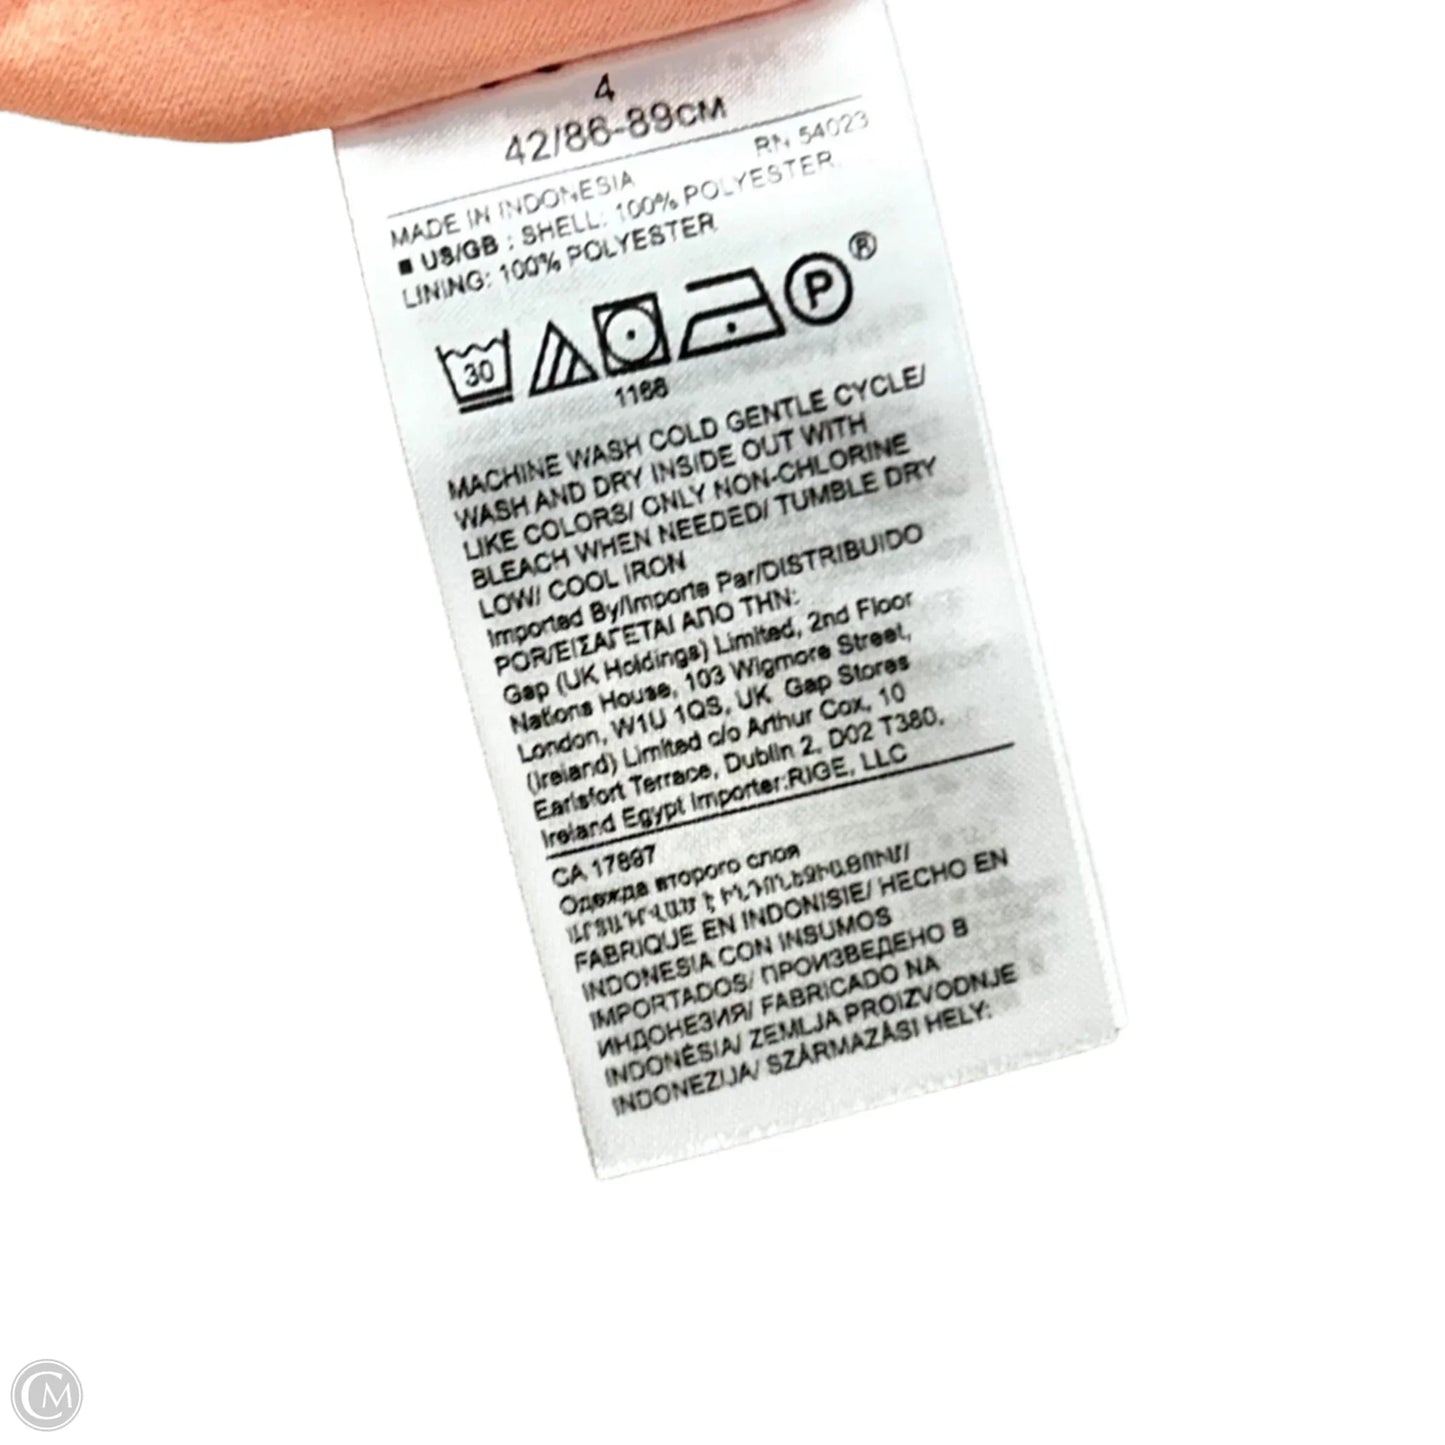 4
42/86-89CM
RN 54023
MADE IN INDONESIA
■ US/GB : SHELL: 100% POLYESTER.
LINING: 100% POLYESTER
30
P®
1168
MACHINE WASH COLD GENTLE CYCLE/
WASH AND DRY INSIDE OUT WITH
LIKE COLORS/ ONLY NON-CHLORINE
BLEACH WHEN NEEDED/ TUMBLE DRY
LOW/ COOL IRON
Imported By/Importe Par/DISTRIBUIDO
POR/ΕΙΣΑΓΕΤΑΙ ΑΠΟ ΤΗΝ:
Gap (UK Holdings) Limited, 2nd Floor
Nations House, 103 Wigmore Street,
London, W1U 1QS, UK Gap Stores
(Ireland) Limited c/o Arthur Cox, 10
Earlsfort Terrace, Dublin 2, D02 T380,
Ireland Egypt Importer:RIGE, LLC
CA 17897
Одежда второго слоя
FABRIQUE EN INDONISIE/ HECHO EN
INDONESIA CON INSUMOS
IMPORTADOS/ ПРОИЗВЕДЕНО В
ИНДОНЕЗИЯ/ FABRICADO NA
INDONÉSIA/ ZEMLJA PROIZVODNJE
INDONEZIJA/ SZÁRMAZÁSI HELY:
CM